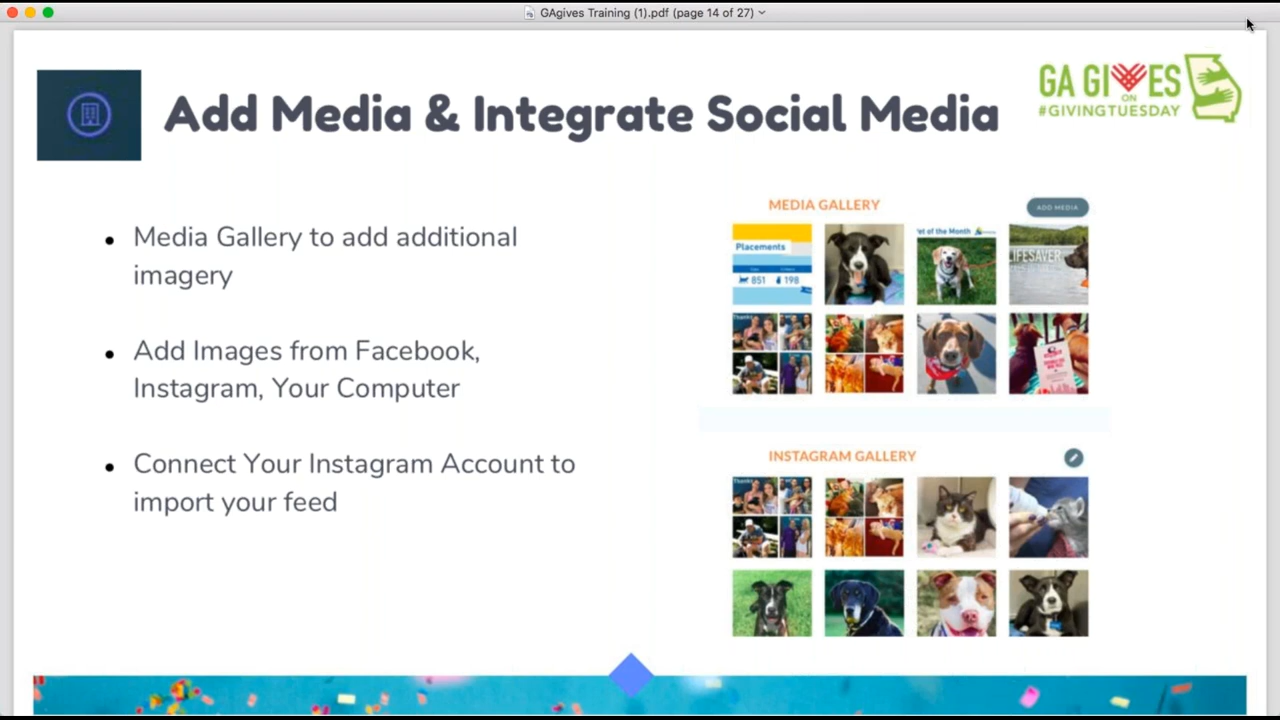 GAgives Training (1).pdf (page 14 of 27)
Add Media & Integrate Social Media
GA GIVES
ON
#GIVINGTUESDAY
Media Gallery to add additional
imagery
Add Images from Facebook,
Instagram, Your Computer
Connect Your Instagram Account to
import your feed
MEDIA GALLERY
ADD MEDIA
Placements
851 198
et of the Month
LIFESAVER
INSTAGRAM GALLERY